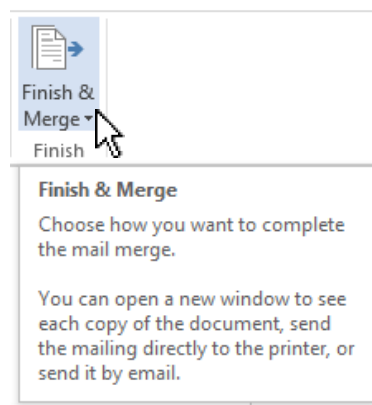 Finish &
Merge
Finish
Finish & Merge
Choose how you want to complete
the mail merge.
You can open a new window to see
each copy of the document, send
the mailing directly to the printer, or
send it by email.